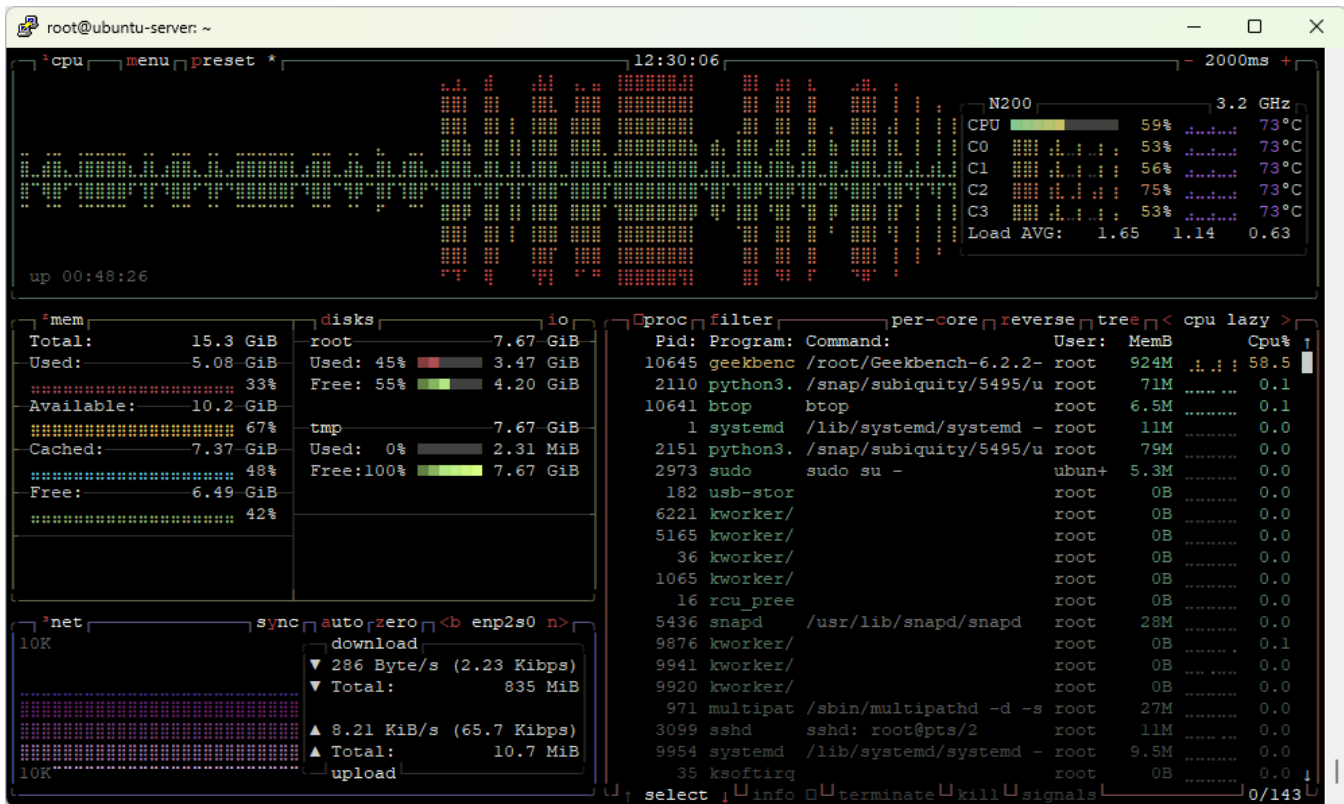 root@ubuntu-server: ~
¹cpu menu preset * 12:30:06 - 2000ms +
N200 3.2 GHz
CPU 59% 73°C
C0 53% 73°C
C1 56% 73°C
C2 75% 73°C
C3 53% 73°C
Load AVG: 1.65 1.14 0.63
up 00:48:26
²mem
Total: 15.3 GiB
Used: 5.08 GiB
33%
Available: 10.2 GiB
67%
Cached: 7.37 GiB
48%
Free: 6.49 GiB
42%
disks io
root 7.67 GiB
Used: 45% 3.47 GiB
Free: 55% 4.20 GiB
tmp 7.67 GiB
Used: 0% 2.31 MiB
Free:100% 7.67 GiB
³net sync auto zero <b enp2s0 n>
10K
download
▼ 286 Byte/s (2.23 Kibps)
▼ Total: 835 MiB
▲ 8.21 KiB/s (65.7 Kibps)
▲ Total: 10.7 MiB
10K
upload
□proc filter per-core reverse tree < cpu lazy >
Pid: Program: Command: User: MemB Cpu% ↑
10645 geekbenc /root/Geekbench-6.2.2- root 924M 58.5
2110 python3. /snap/subiquity/5495/u root 71M 0.1
10641 btop btop root 6.5M 0.1
1 systemd /lib/systemd/systemd - root 11M 0.0
2151 python3. /snap/subiquity/5495/u root 79M 0.0
2973 sudo sudo su - ubun+ 5.3M 0.0
182 usb-stor root 0B 0.0
6221 kworker/ root 0B 0.0
5165 kworker/ root 0B 0.0
36 kworker/ root 0B 0.0
1065 kworker/ root 0B 0.0
16 rcu_pree root 0B 0.0
5436 snapd /usr/lib/snapd/snapd root 28M 0.0
9876 kworker/ root 0B 0.1
9941 kworker/ root 0B 0.0
9920 kworker/ root 0B 0.0
971 multipat /sbin/multipathd -d -s root 27M 0.0
3099 sshd sshd: root@pts/2 root 11M 0.0
9954 systemd /lib/systemd/systemd - root 9.5M 0.0
35 ksoftirq root 0B 0.0 ↓
↑ select ↓ info □ terminate kill signals 0/143